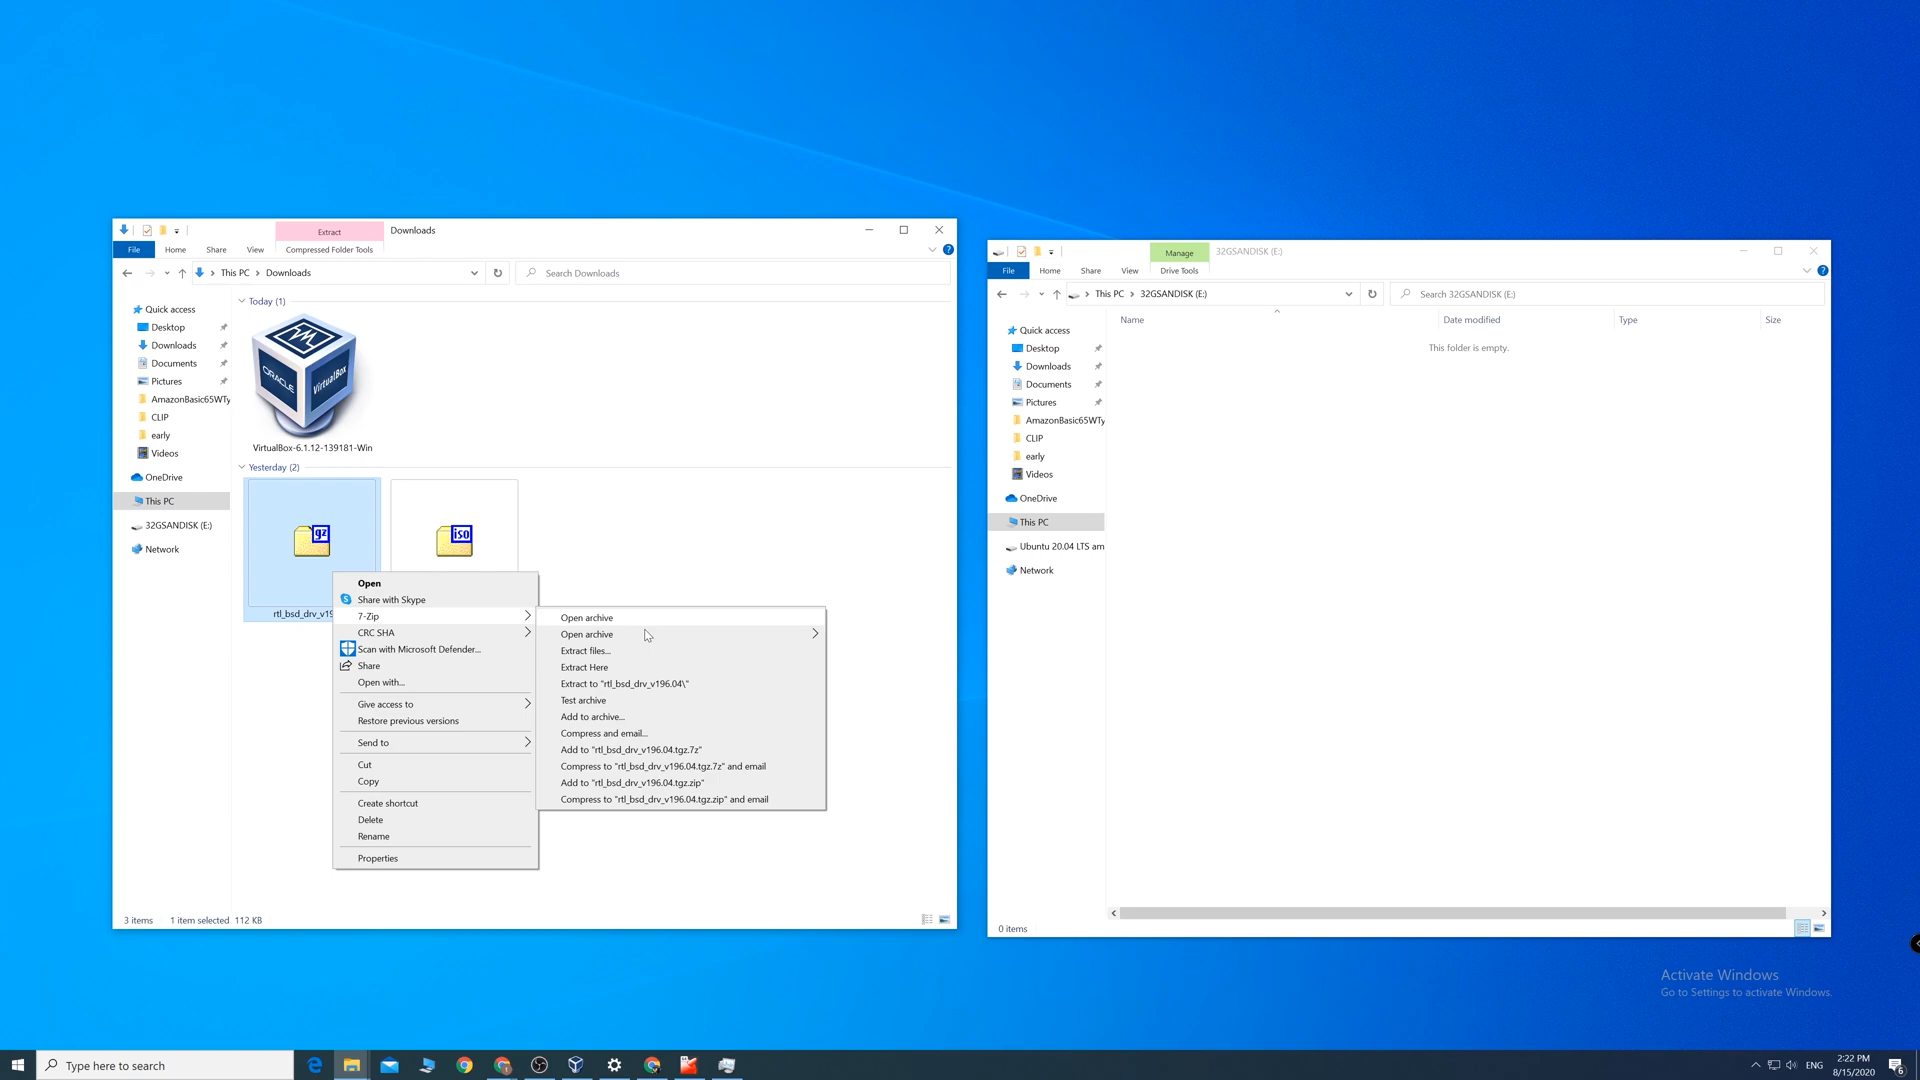 Extract
Downloads
File
Home
Share
View
Compressed Folder Tools
This PC
Downloads
Search Downloads
Quick access
Desktop
Downloads
Documents
Pictures
AmazonBasic65WTy
CLIP
early
Videos
OneDrive
This PC
32GSANDISK (E:)
Network
Today (1)
ORACLE
VirtualBox
VirtualBox-6.1.12-139181-Win
Yesterday (2)
gz
iso
rtl_bsd_drv_v19
Open
Share with Skype
7-Zip
CRC SHA
Scan with Microsoft Defender...
Share
Open with...
Give access to
Restore previous versions
Send to
Cut
Copy
Create shortcut
Delete
Rename
Properties
Open archive
Open archive
Extract files...
Extract Here
Extract to "rtl_bsd_drv_v196.04\"
Test archive
Add to archive...
Compress and email...
Add to "rtl_bsd_drv_v196.04.tgz.7z"
Compress to "rtl_bsd_drv_v196.04.tgz.7z" and email
Add to "rtl_bsd_drv_v196.04.tgz.zip"
Compress to "rtl_bsd_drv_v196.04.tgz.zip" and email
3 items
1 item selected 112 KB
Manage
32GSANDISK (E:)
File
Home
Share
View
Drive Tools
This PC
32GSANDISK (E:)
Search 32GSANDISK (E:)
Quick access
Desktop
Downloads
Documents
Pictures
AmazonBasic65WTy
CLIP
early
Videos
OneDrive
This PC
Ubuntu 20.04 LTS am
Network
Name
Date modified
Type
Size
This folder is empty.
0 items
Activate Windows
Go to Settings to activate Windows.
Type here to search
ENG
2:22 PM
8/15/2020
6